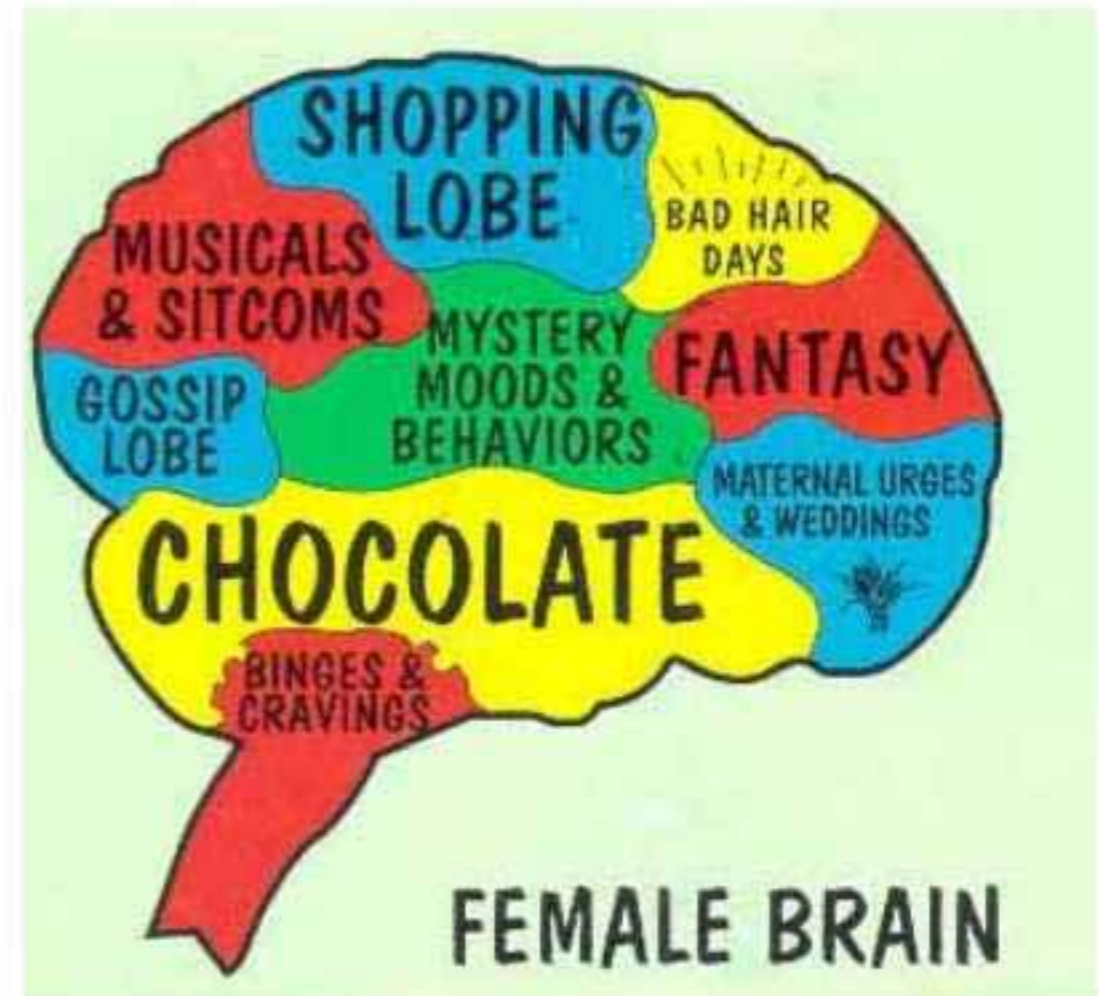 SHOPPING
LOBE
BAD HAIR
DAYS
MUSICALS
& SITCOMS
MYSTERY
MOODS &
BEHAVIORS
FANTASY
GOSSIP
LOBE
MATERNAL URGES
& WEDDINGS
CHOCOLATE
BINGES &
CRAVINGS
FEMALE BRAIN